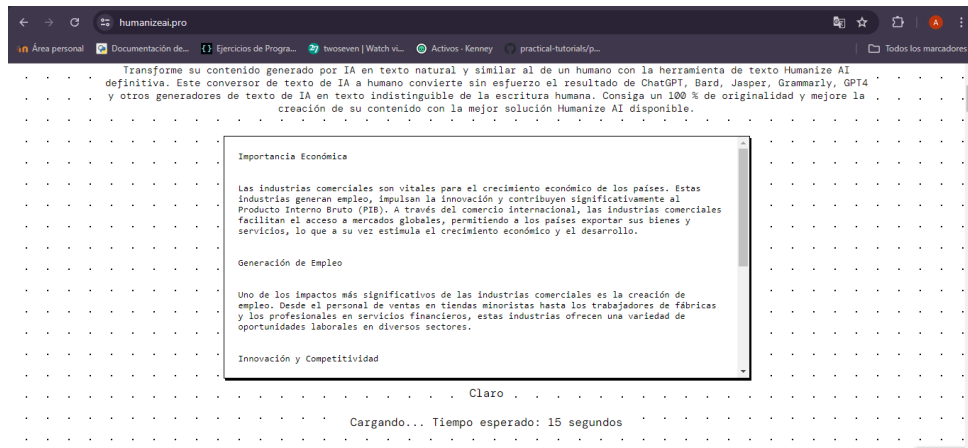 humanizeai.pro
Área personal
Documentación de...
Ejercicios de Progra...
twoseven | Watch vi...
Activos · Kenney
practical-tutorials/p...
Todos los marcadores
Transforme su contenido generado por IA en texto natural y similar al de un humano con la herramienta de texto Humanize AI
definitiva. Este conversor de texto de IA a humano convierte sin esfuerzo el resultado de ChatGPT, Bard, Jasper, Grammarly, GPT4
y otros generadores de texto de IA en texto indistinguible de la escritura humana. Consiga un 100 % de originalidad y mejore la
creación de su contenido con la mejor solución Humanize AI disponible.
Importancia Económica
Las industrias comerciales son vitales para el crecimiento económico de los países. Estas
industrias generan empleo, impulsan la innovación y contribuyen significativamente al
Producto Interno Bruto (PIB). A través del comercio internacional, las industrias comerciales
facilitan el acceso a mercados globales, permitiendo a los países exportar sus bienes y
servicios, lo que a su vez estimula el crecimiento económico y el desarrollo.
Generación de Empleo
Uno de los impactos más significativos de las industrias comerciales es la creación de
empleo. Desde el personal de ventas en tiendas minoristas hasta los trabajadores de fábricas
y los profesionales en servicios financieros, estas industrias ofrecen una variedad de
oportunidades laborales en diversos sectores.
Innovación y Competitividad
Claro
Cargando... Tiempo esperado: 15 segundos